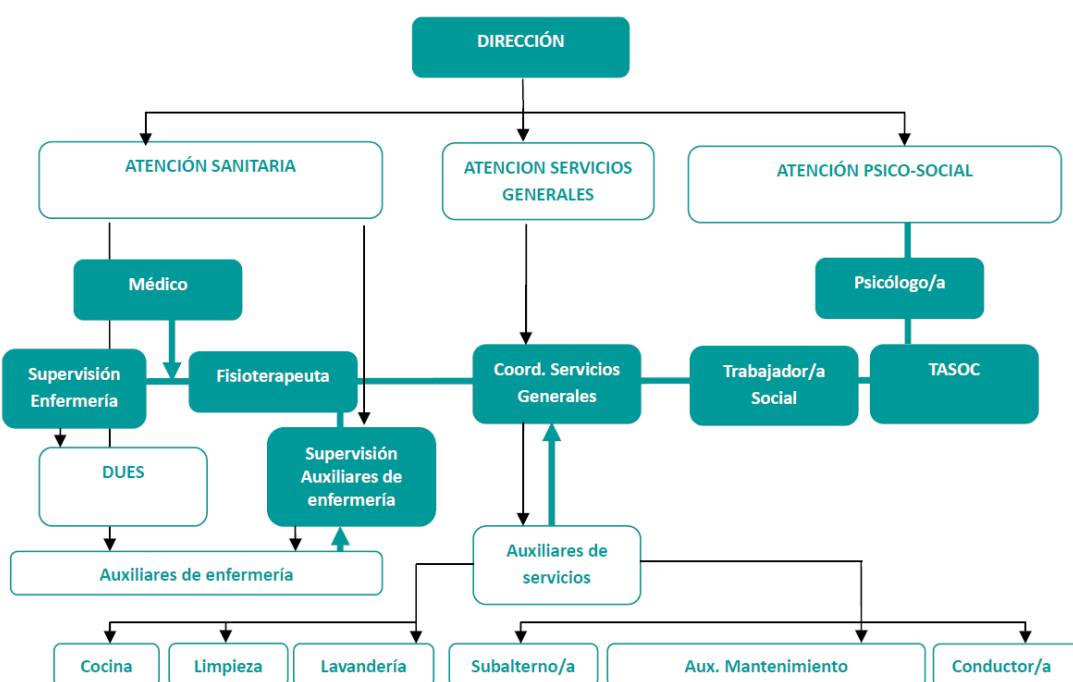 DIRECCIÓN
ATENCIÓN SANITARIA
ATENCION SERVICIOS
GENERALES
ATENCIÓN PSICO-SOCIAL
Médico
Psicólogo/a
Supervisión
Enfermería
Fisioterapeuta
Coord. Servicios
Generales
Trabajador/a
Social
TASOC
DUES
Supervisión
Auxiliares de
enfermería
Auxiliares de enfermería
Auxiliares de
servicios
Cocina
Limpieza
Lavandería
Subalterno/a
Aux. Mantenimiento
Conductor/a